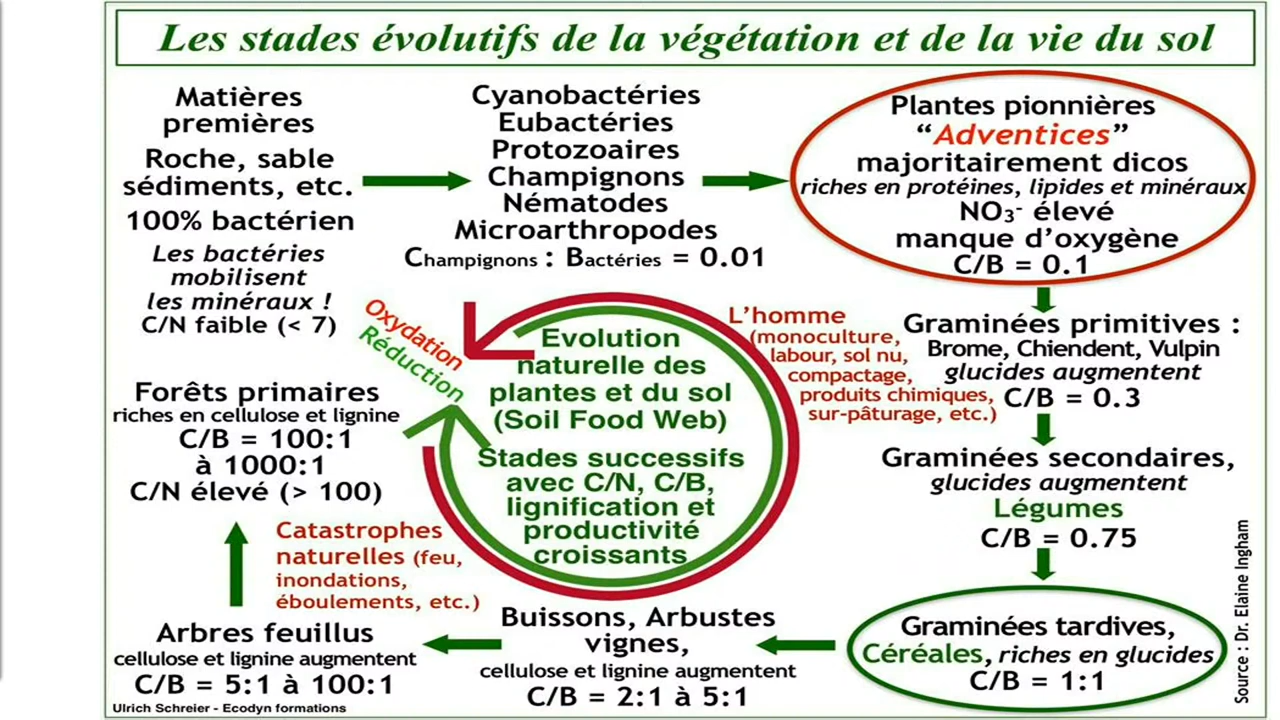 Les stades évolutifs de la végétation et de la vie du sol
Matières
premières
Roche, sable
sédiments, etc.
100% bactérien
Les bactéries
mobilisent
les minéraux !
C/N faible (< 7)
Cyanobactéries
Eubactéries
Protozoaires
Champignons
Nématodes
Microarthropodes
Champignons : Bactéries = 0.01
Plantes pionnières
“Adventices”
majoritairement dicos
riches en protéines, lipides et minéraux
NO₃⁻ élevé
manque d’oxygène
C/B = 0.1
Graminées primitives :
Brome, Chiendent, Vulpin
glucides augmentent
C/B = 0.3
Graminées secondaires,
glucides augmentent
Légumes
C/B = 0.75
Graminées tardives,
Céréales, riches en glucides
C/B = 1:1
Buissons, Arbustes
vignes,
cellulose et lignine augmentent
C/B = 2:1 à 5:1
Arbres feuillus
cellulose et lignine augmentent
C/B = 5:1 à 100:1
Forêts primaires
riches en cellulose et lignine
C/B = 100:1
à 1000:1
C/N élevé (> 100)
Oxydation
Réduction
Evolution
naturelle des
plantes et du sol
(Soil Food Web)
Stades successifs
avec C/N, C/B,
lignification et
productivité
croissants
L’homme
(monoculture,
labour, sol nu,
compactage,
produits chimiques,
sur-pâturage, etc.)
Catastrophes
naturelles (feu,
inondations,
éboulements, etc.)
Source : Dr. Elaine Ingham
Ulrich Schreier - Ecodyn formations